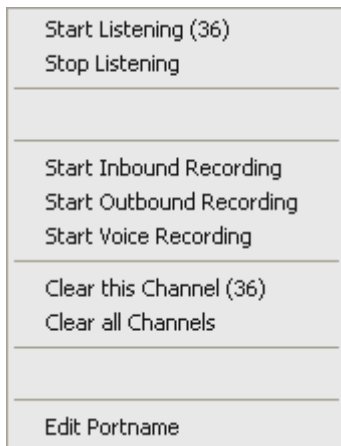 Start Listening (36)
Stop Listening
Start Inbound Recording
Start Outbound Recording
Start Voice Recording
Clear this Channel (36)
Clear all Channels
Edit Portname